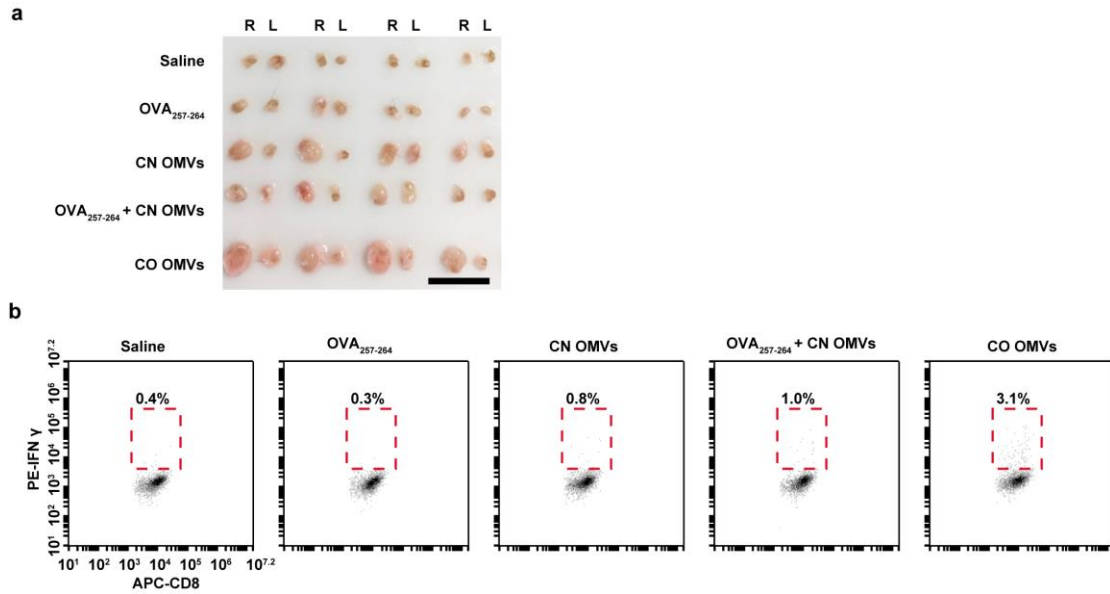 a
R L R L R L R L
Saline
OVA257-264
CN OMVs
OVA257-264 + CN OMVs
CO OMVs
b
Saline OVA257-264 CN OMVs OVA257-264 + CN OMVs CO OMVs
0.4% 0.3% 0.8% 1.0% 3.1%
PE-IFN γ
10^7.2
10^6
10^5
10^4
10^3
10^2
10^1
10^1 10^2 10^3 10^4 10^5 10^6 10^7.2
APC-CD8